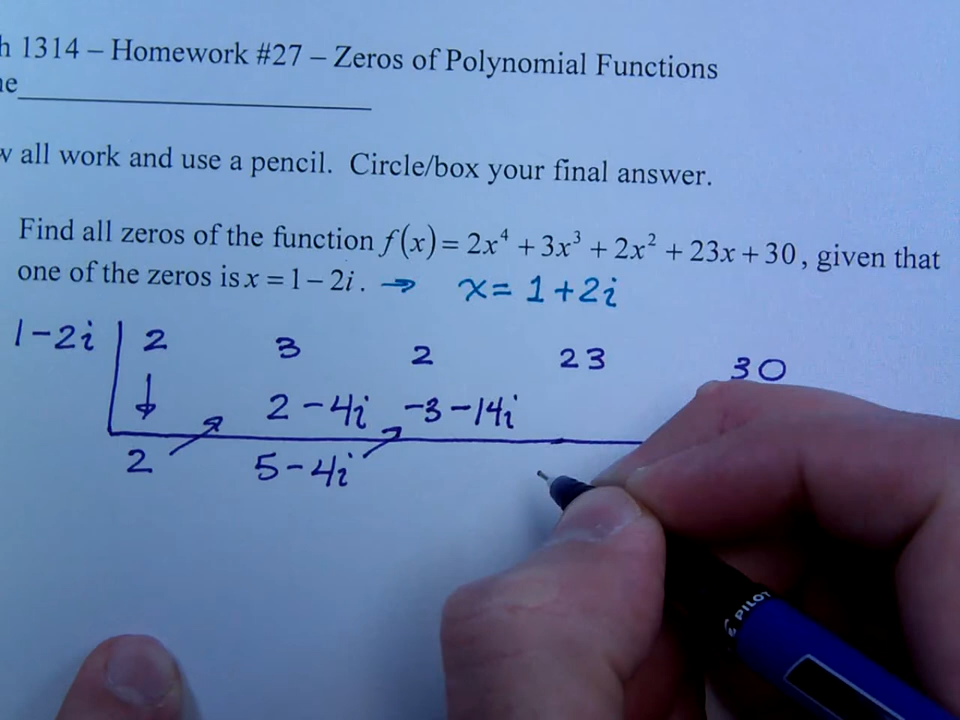 h 1314 – Homework #27 – Zeros of Polynomial Functions
me
w all work and use a pencil. Circle/box your final answer.
Find all zeros of the function f(x) = 2x⁴ + 3x³ + 2x² + 23x + 30, given that
one of the zeros is x = 1 – 2i. → x = 1 + 2i
1-2i 2 3 2 23 30
↓ 2-4i -3-14i
2 5-4i
PILOT